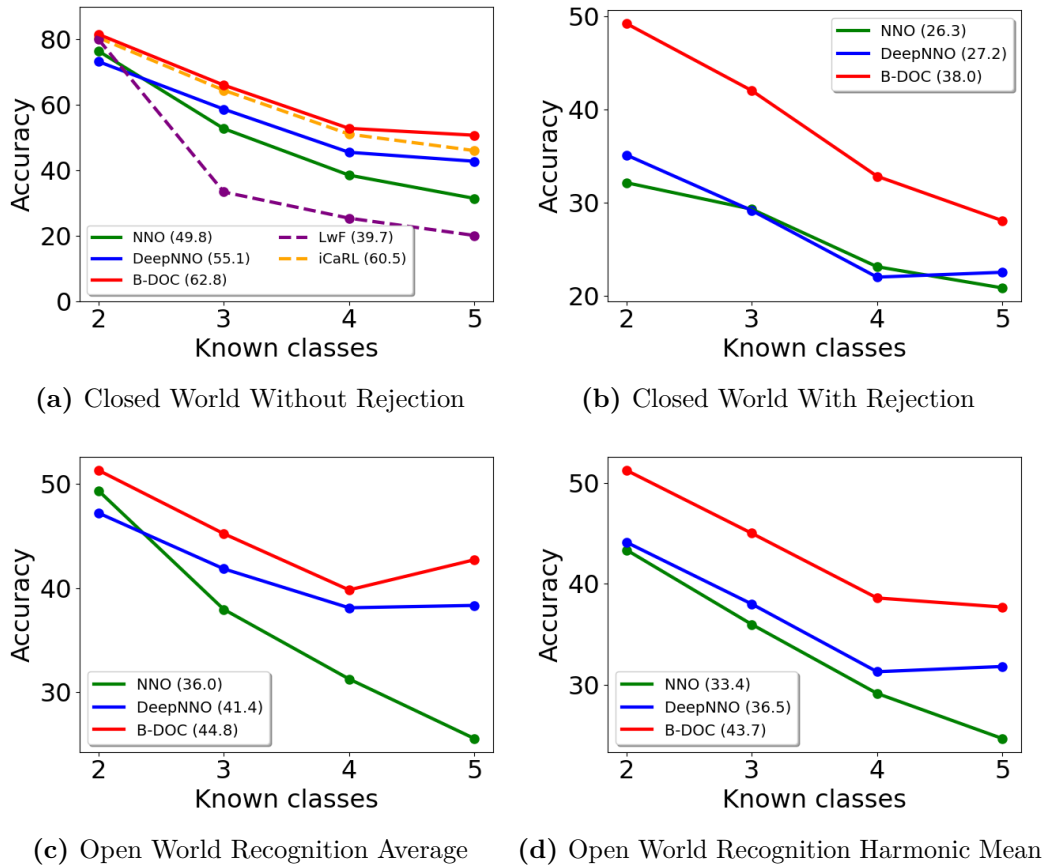 80
60
40
20
0
Accuracy
NNO (49.8)
DeepNNO (55.1)
B-DOC (62.8)
LwF (39.7)
iCaRL (60.5)
2 3 4 5
Known classes
(a) Closed World Without Rejection
50
40
30
20
Accuracy
NNO (26.3)
DeepNNO (27.2)
B-DOC (38.0)
2 3 4 5
Known classes
(b) Closed World With Rejection
50
40
30
Accuracy
NNO (36.0)
DeepNNO (41.4)
B-DOC (44.8)
2 3 4 5
Known classes
(c) Open World Recognition Average
50
40
30
Accuracy
NNO (33.4)
DeepNNO (36.5)
B-DOC (43.7)
2 3 4 5
Known classes
(d) Open World Recognition Harmonic Mean